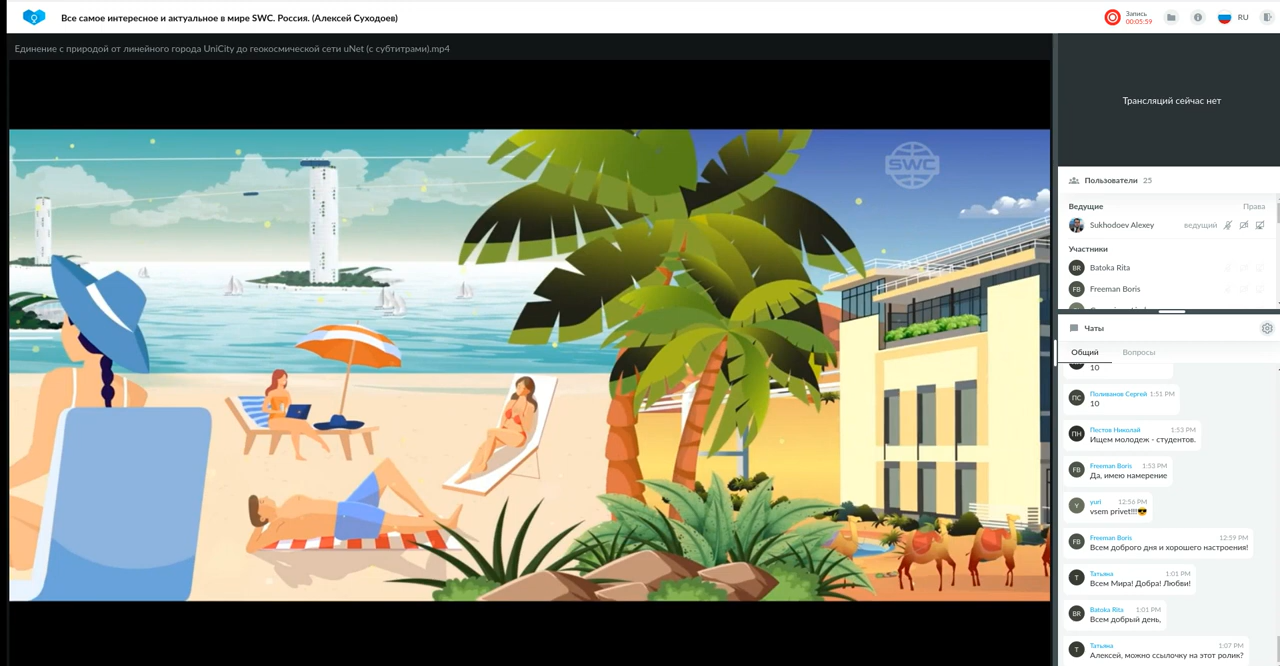 Все самое интересное и актуальное в мире SWC. Россия. (Алексей Суходоев)
Запись
00:05:59
RU
Единение с природой от линейного города UniCity до геокосмической сети uNet (с субтитрами).mp4
SWC
Трансляций сейчас нет
Пользователи 25
Ведущие Права
Sukhodoev Alexey ведущий
Участники
BR Batoka Rita
FB Freeman Boris
Чаты
Общий Вопросы
10
ПС Поливанов Сергей 1:51 PM
10
ПН Пестов Николай 1:53 PM
Ищем молодеж - студентов.
FB Freeman Boris 1:53 PM
Да, имею намерение
Y yuri 12:56 PM
vsem privet!!!😎
FB Freeman Boris 12:59 PM
Всем доброго дня и хорошего настроения!
T Татьяна 1:01 PM
Всем Мира! Добра! Любви!
BR Batoka Rita 1:01 PM
Всем добрый день,
T Татьяна 1:07 PM
Алексей, можно ссылочку на этот ролик?